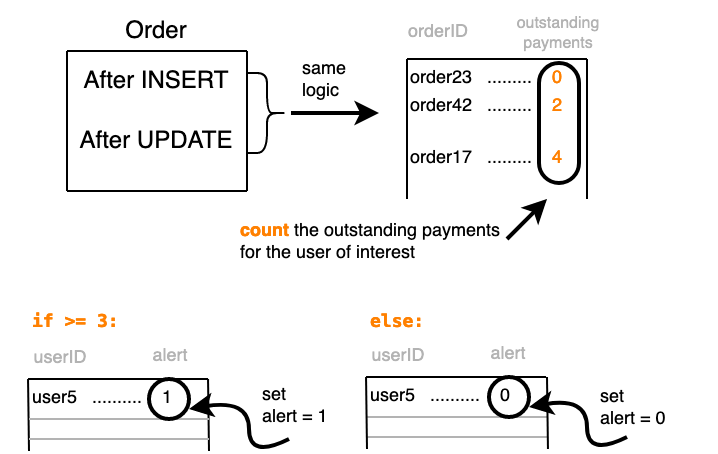 Order
After INSERT
After UPDATE
same
logic
orderID
outstanding
payments
order23 ......... 0
order42 ......... 2
order17 ......... 4
count the outstanding payments
for the user of interest
if >= 3:
userID
alert
user5 .......... 1
set
alert = 1
else:
userID
alert
user5 .......... 0
set
alert = 0